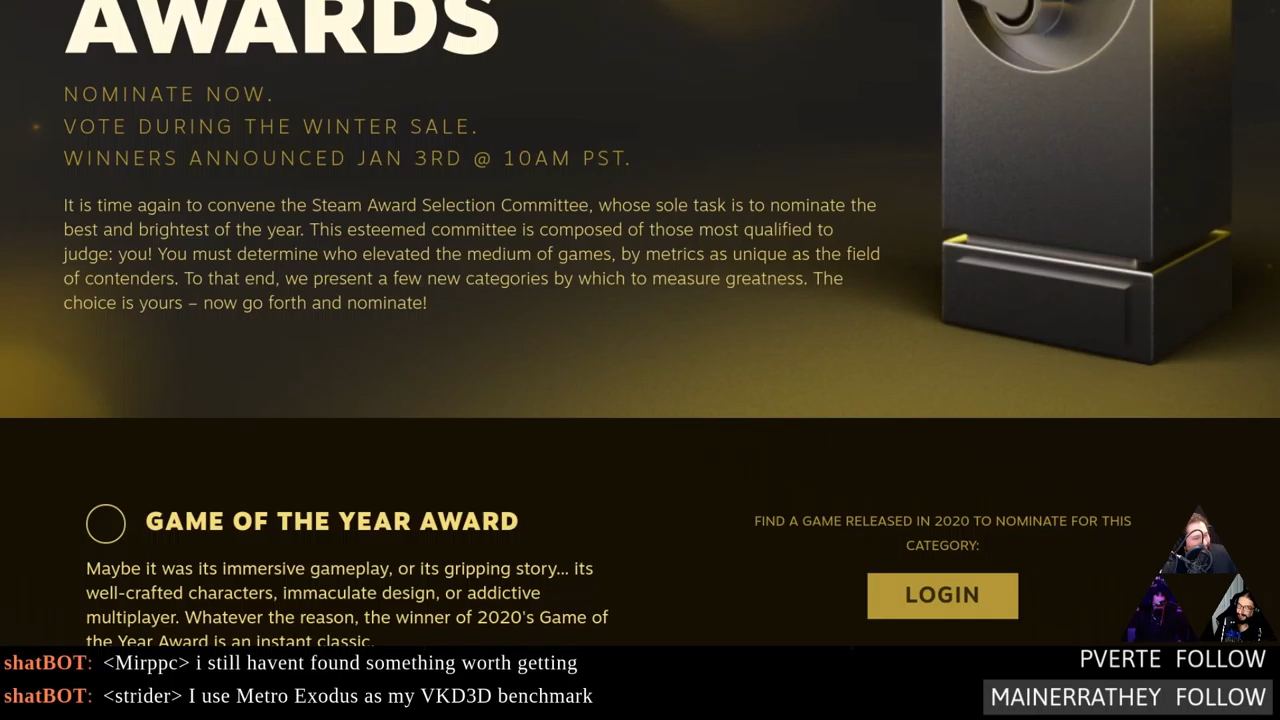 AWARDS
NOMINATE NOW.
VOTE DURING THE WINTER SALE.
WINNERS ANNOUNCED JAN 3RD @ 10AM PST.
It is time again to convene the Steam Award Selection Committee, whose sole task is to nominate the
best and brightest of the year. This esteemed committee is composed of those most qualified to
judge: you! You must determine who elevated the medium of games, by metrics as unique as the field
of contenders. To that end, we present a few new categories by which to measure greatness. The
choice is yours – now go forth and nominate!
GAME OF THE YEAR AWARD
Maybe it was its immersive gameplay, or its gripping story... its
well-crafted characters, immaculate design, or addictive
multiplayer. Whatever the reason, the winner of 2020's Game of
the Year Award is an instant classic.
FIND A GAME RELEASED IN 2020 TO NOMINATE FOR THIS
CATEGORY:
LOGIN
shatBOT: <Mirppc> i still havent found something worth getting
shatBOT: <strider> I use Metro Exodus as my VKD3D benchmark
PVERTE FOLLOW
MAINERRATHEY FOLLOW